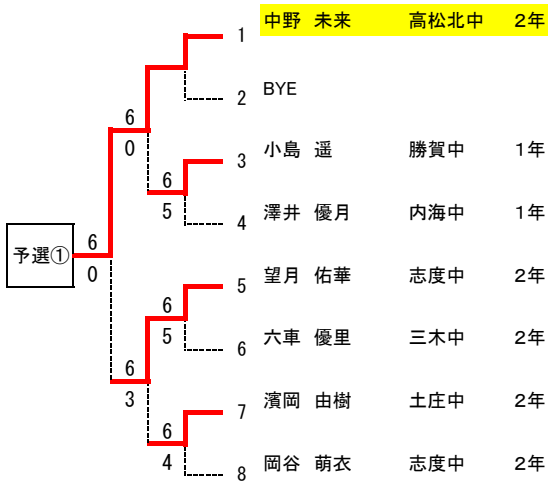 1 中野 未来 高松北中 2年
2 BYE
6
0
3 小島 遥 勝賀中 1年
6
5
4 澤井 優月 内海中 1年
予選①
6
0
5 望月 佑華 志度中 2年
6
5
6 六車 優里 三木中 2年
6
3
7 濱岡 由樹 土庄中 2年
6
4
8 岡谷 萌衣 志度中 2年